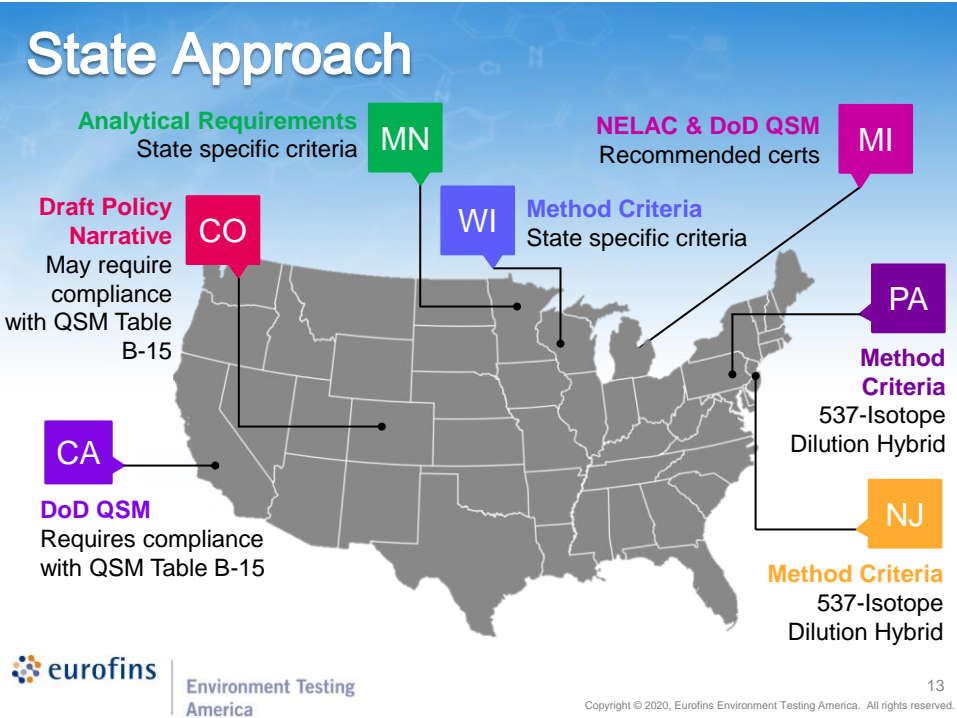 State Approach
Analytical Requirements
State specific criteria
MN
NELAC & DoD QSM
Recommended certs
MI
Draft Policy
Narrative
May require
compliance
with QSM Table
B-15
CO
WI
Method Criteria
State specific criteria
PA
Method
Criteria
537-Isotope
Dilution Hybrid
CA
DoD QSM
Requires compliance
with QSM Table B-15
NJ
Method Criteria
537-Isotope
Dilution Hybrid
eurofins
Environment Testing
America
13
Copyright © 2020, Eurofins Environment Testing America. All rights reserved.